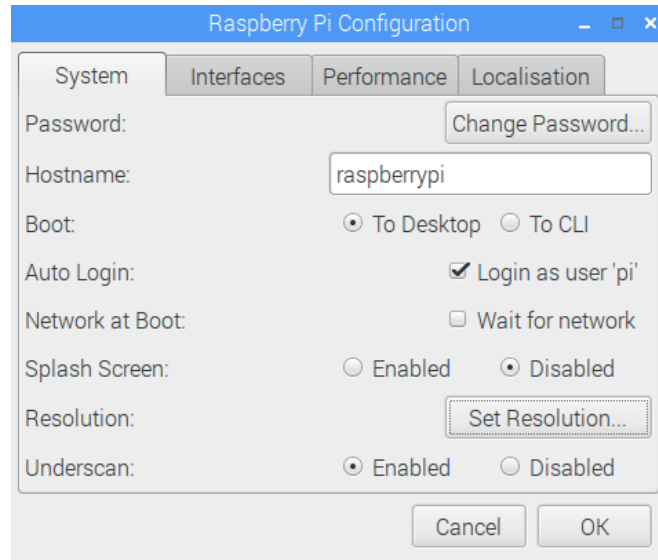 Raspberry Pi Configuration
System Interfaces Performance Localisation
Password: Change Password...
Hostname: raspberrypi
Boot: To Desktop To CLI
Auto Login: Login as user 'pi'
Network at Boot: Wait for network
Splash Screen: Enabled Disabled
Resolution: Set Resolution...
Underscan: Enabled Disabled
Cancel OK